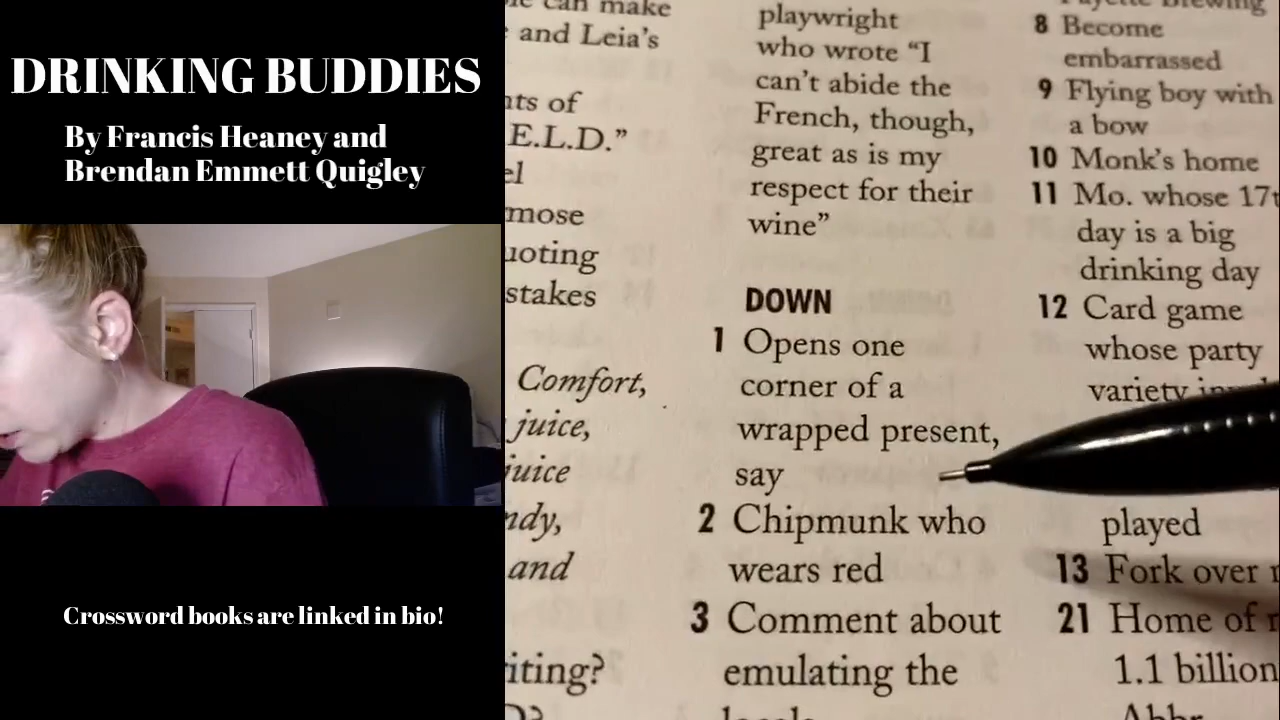 DRINKING BUDDIES
By Francis Heaney and
Brendan Emmett Quigley
Crossword books are linked in bio!
can make
and Leia's
of
E.L.D."
stakes
Comfort,
juice,
juice
and
playwright
who wrote "I
can't abide the
French, though,
great as is my
respect for their
wine"
DOWN
1 Opens one
corner of a
wrapped present,
say
2 Chipmunk who
wears red
3 Comment about
emulating the
8 Become
embarrassed
9 Flying boy with
a bow
10 Monk's home
11 Mo. whose 17t
day is a big
drinking day
12 Card game
whose party
variety
played
13 Fork over
21 Home of
1.1 billion